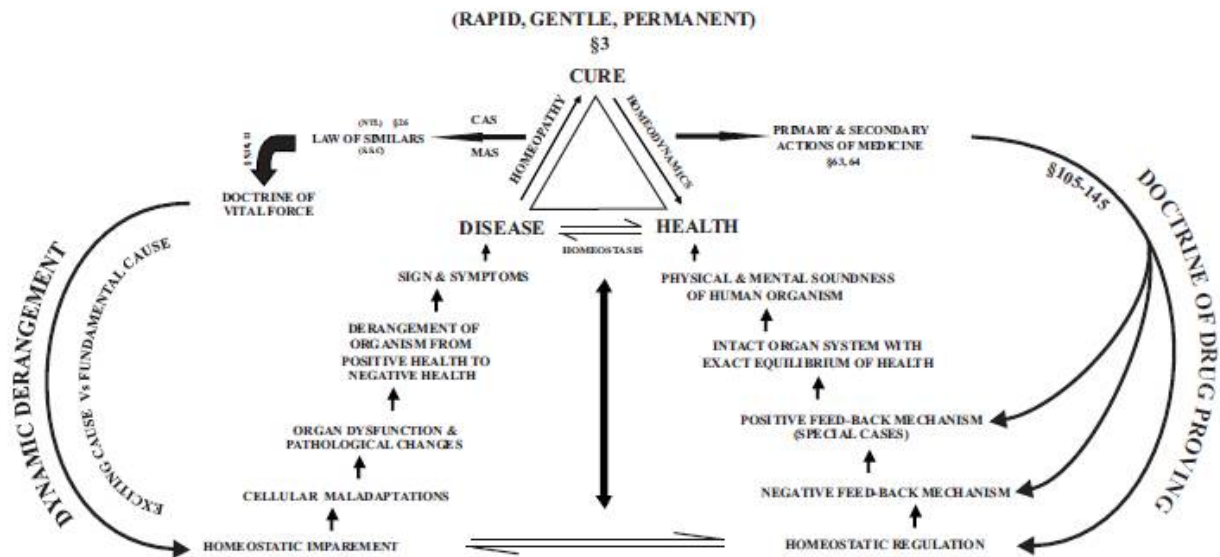 (RAPID, GENTLE, PERMANENT)
§3
CURE
HOMEOPATHY
HOMEODYNAMICS
CAS
MAS
§26
LAW OF SIMILARS
DOCTRINE OF
VITAL FORCE
PRIMARY & SECONDARY
ACTIONS OF MEDICINE
§63, 64
§105-145
DOCTRINE OF DRUG PROVING
DYNAMIC DERANGEMENT
EXCITING CAUSE Vs FUNDAMENTAL CAUSE
DISEASE
HEALTH
HOMEOSTASIS
SIGN & SYMPTOMS
DERANGEMENT OF
ORGANISM FROM
POSITIVE HEALTH TO
NEGATIVE HEALTH
ORGAN DYSFUNCTION &
PATHOLOGICAL CHANGES
CELLULAR MALADAPTATIONS
HOMEOSTATIC IMPAREMENT
PHYSICAL & MENTAL SOUNDNESS
OF HUMAN ORGANISM
INTACT ORGAN SYSTEM WITH
EXACT EQUILIBRIUM OF HEALTH
POSITIVE FEED-BACK MECHANISM
(SPECIAL CASES)
NEGATIVE FEED-BACK MECHANISM
HOMEOSTATIC REGULATION